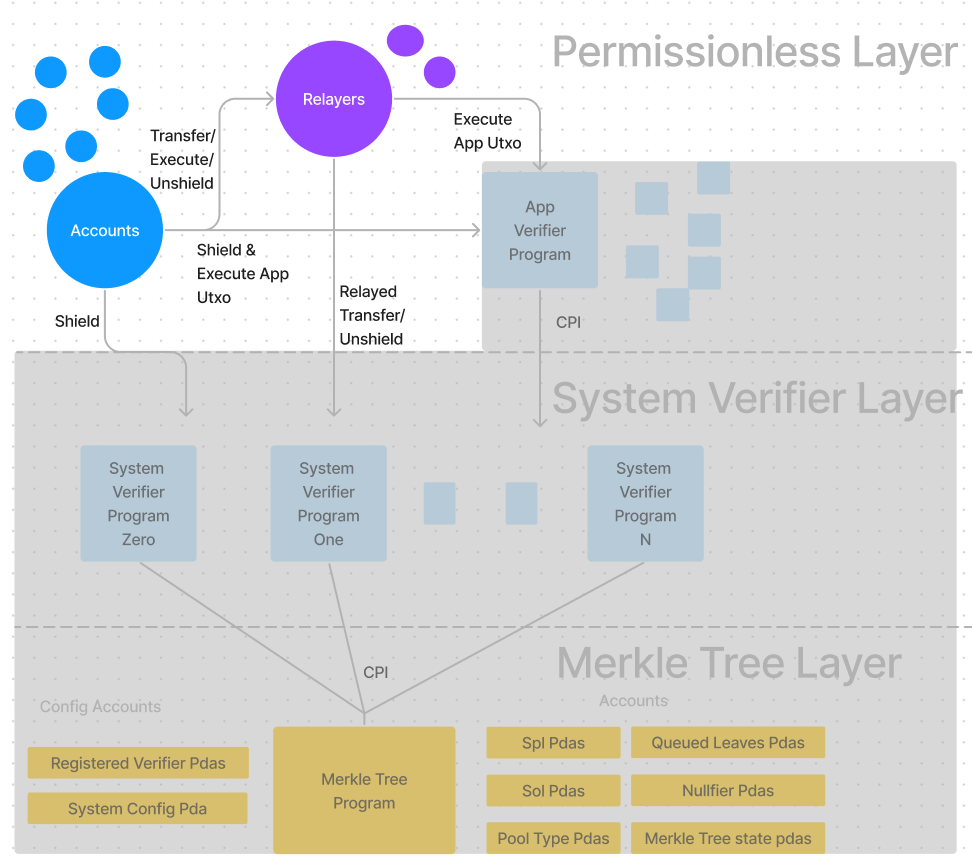 Permissionless Layer
Relayers
Transfer/
Execute/
Unshield
Execute
App Utxo
Accounts
App
Verifier
Program
Shield &
Execute App
Utxo
Shield
Relayed
Transfer/
Unshield
CPI
System Verifier Layer
System
Verifier
Program
Zero
System
Verifier
Program
One
System
Verifier
Program
N
CPI
Merkle Tree Layer
Config Accounts
Accounts
Registered Verifier Pdas
System Config Pda
Merkle Tree
Program
Spl Pdas
Queued Leaves Pdas
Sol Pdas
Nullfier Pdas
Pool Type Pdas
Merkle Tree state pdas